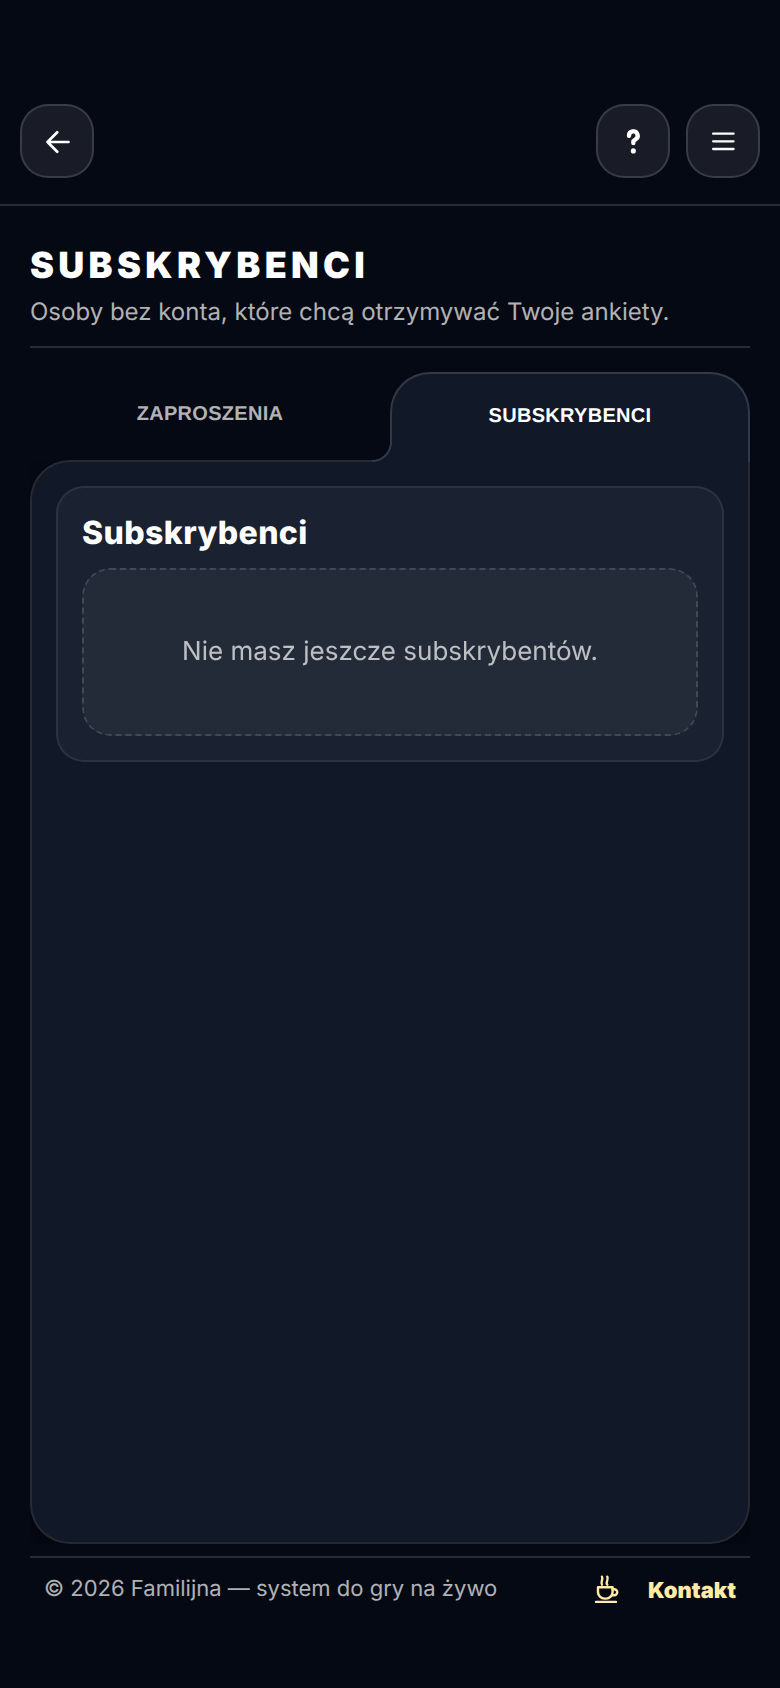 ?
SUBSKRYBENCI
Osoby bez konta, które chcą otrzymywać Twoje ankiety.
ZAPROSZENIA
SUBSKRYBENCI
Subskrybenci
Nie masz jeszcze subskrybentów.
© 2026 Familijna — system do gry na żywo
Kontakt